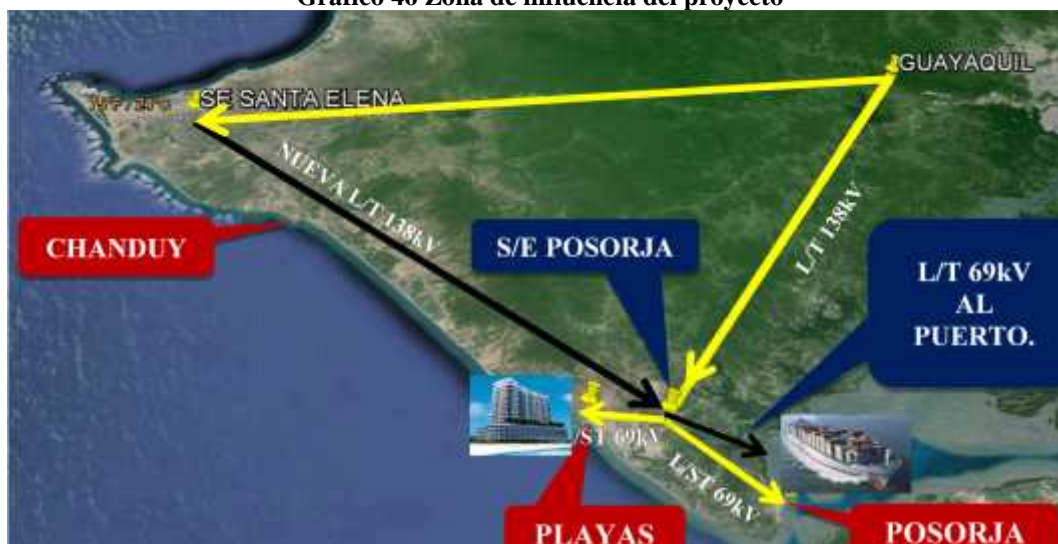 Gráfico 46 Zona de influencia del proyecto
GUAYAQUIL
SE SANTA ELENA
NUEVA L/T 138kV
L/T 138kV
CHANDUY
S/E POSORJA
L/T 69kV
AL
PUERTO.
/ST 69kV
L/ST 69kV
PLAYAS
POSORJA